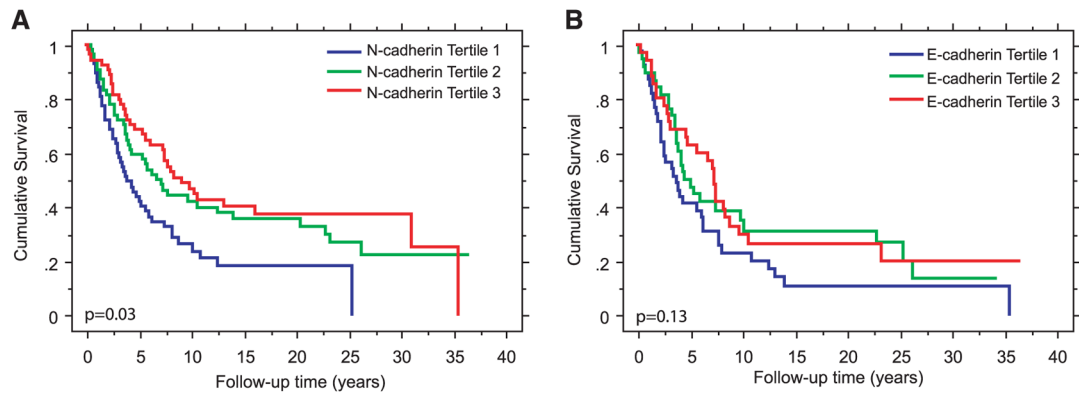 A
N-cadherin Tertile 1
N-cadherin Tertile 2
N-cadherin Tertile 3
Cumulative Survival
1
.8
.6
.4
.2
0
p=0.03
0 5 10 15 20 25 30 35 40
Follow-up time (years)
B
E-cadherin Tertile 1
E-cadherin Tertile 2
E-cadherin Tertile 3
Cumulative Survival
1
.8
.6
.4
.2
0
p=0.13
0 5 10 15 20 25 30 35 40
Follow-up time (years)